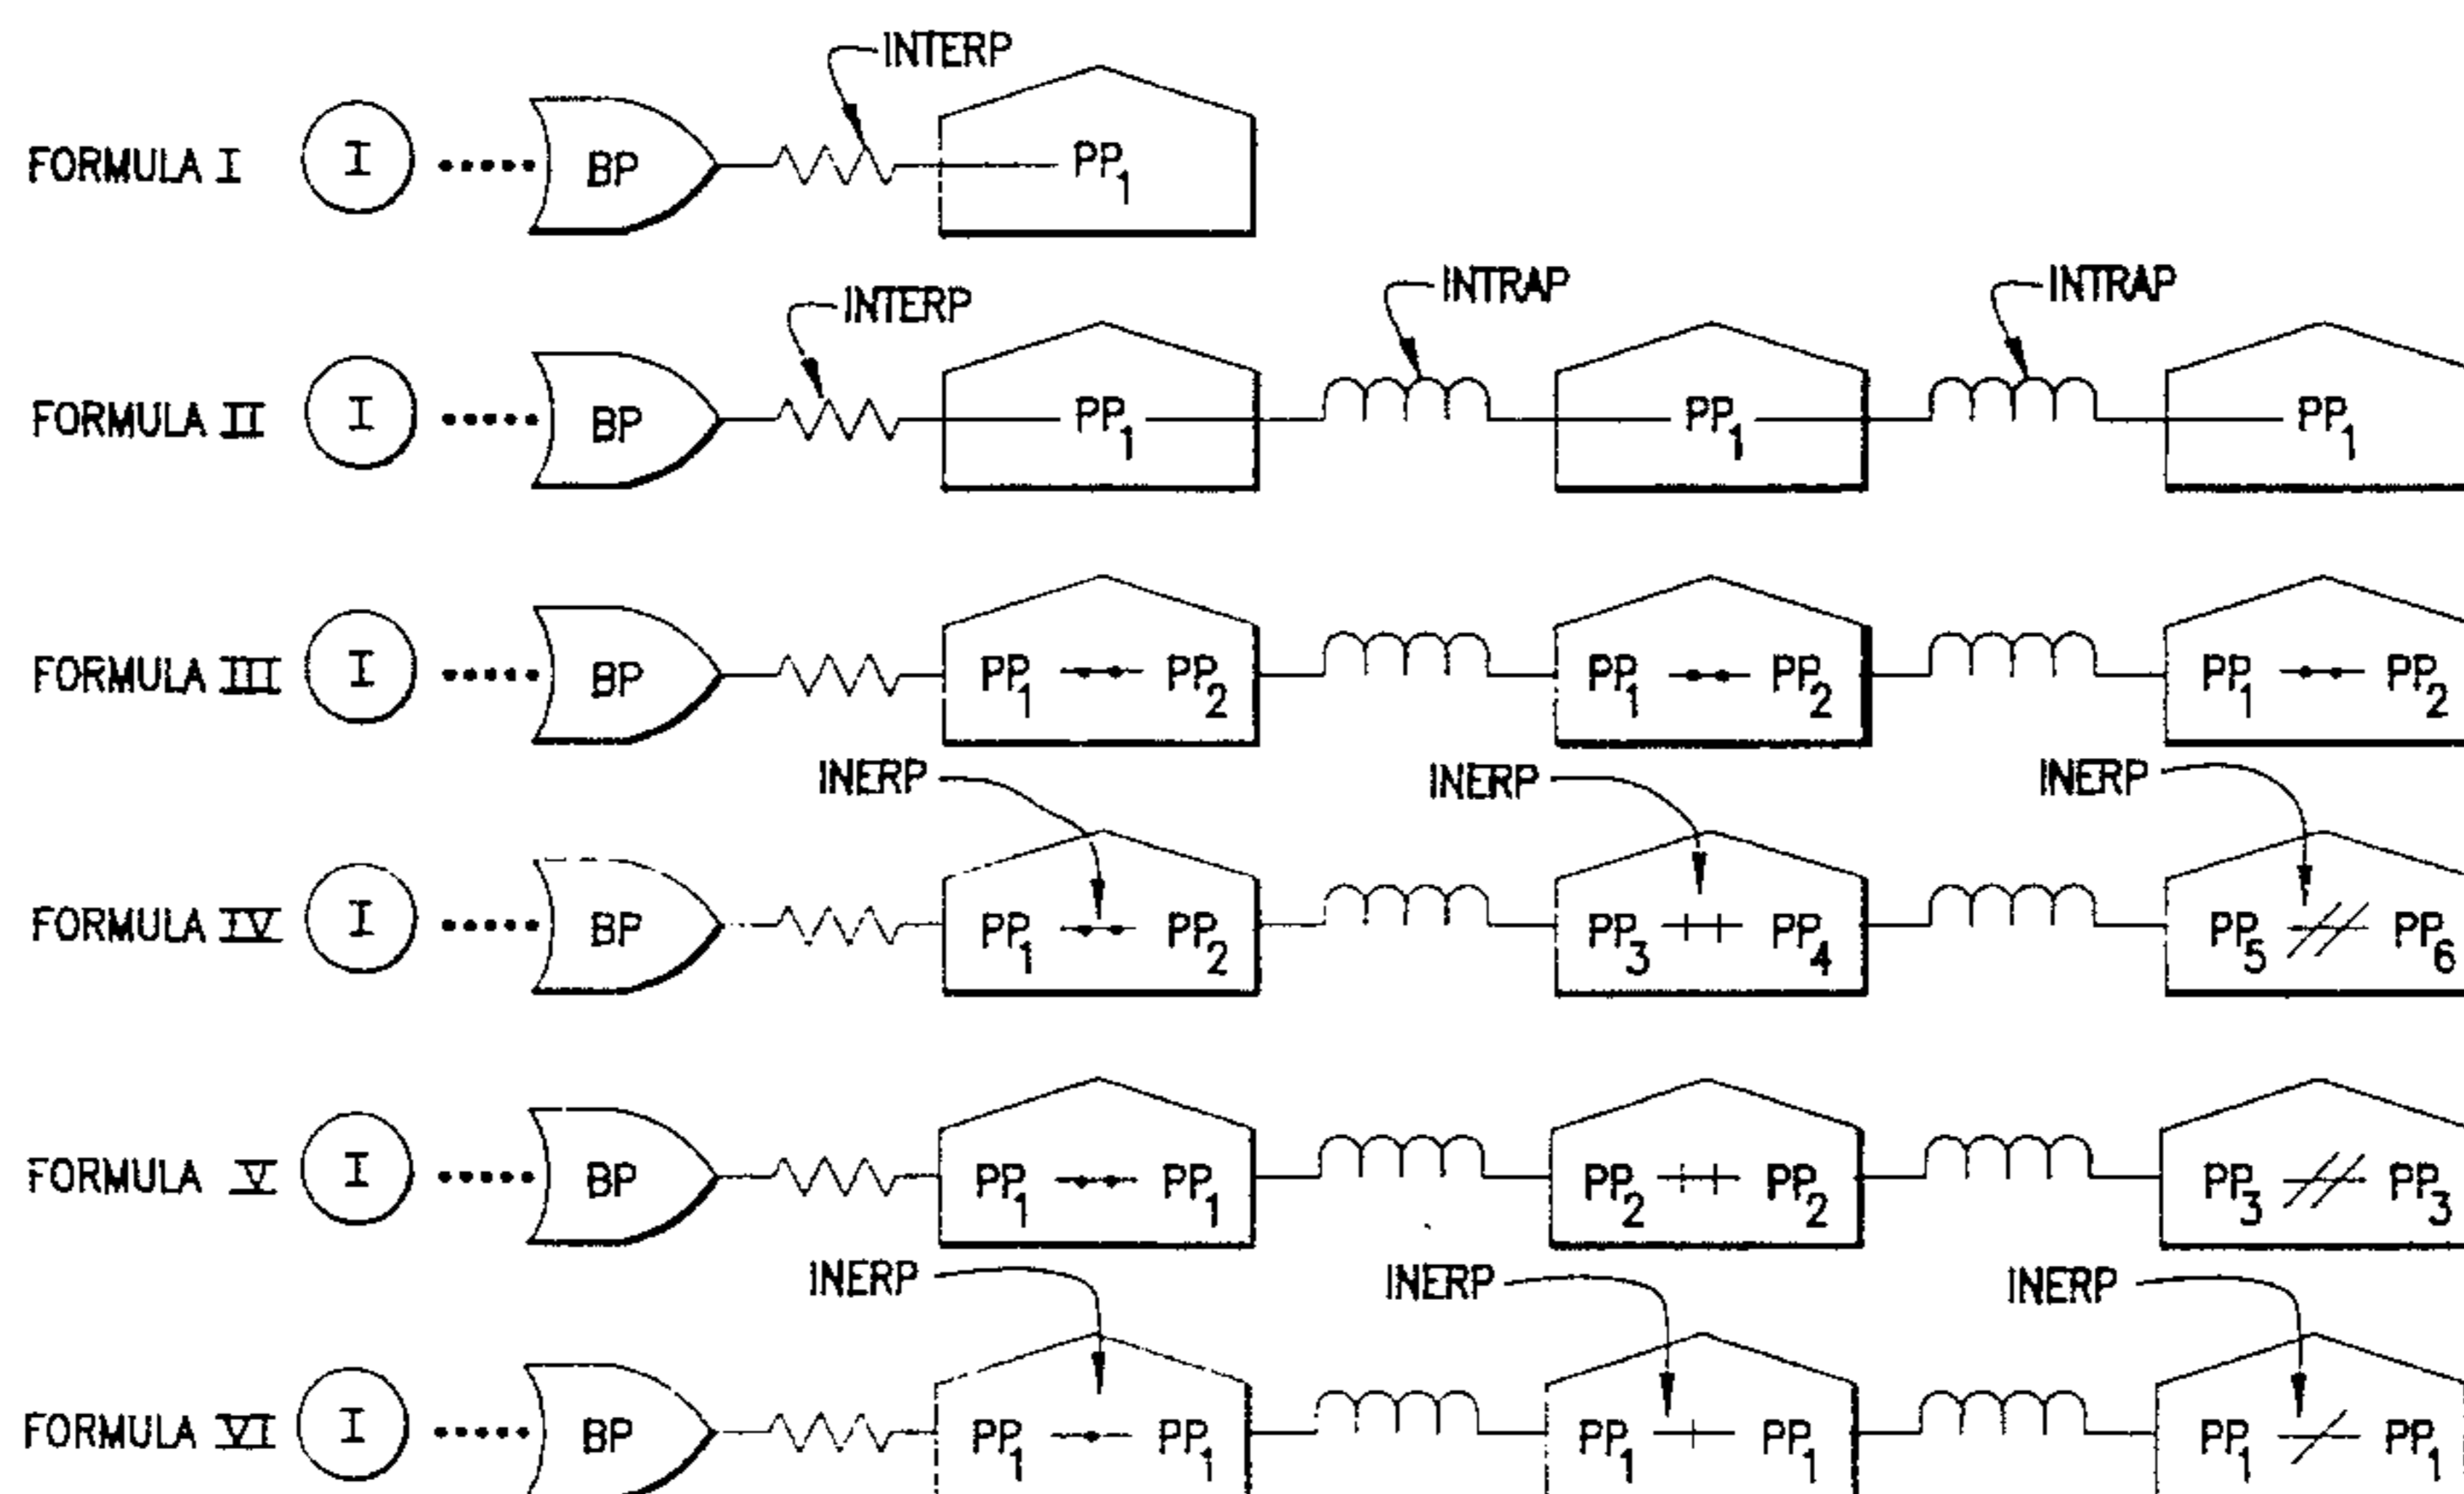 INTERP
FORMULA I I BP PP1
INTERP INTRAP INTRAP
FORMULA II I BP PP1 PP1 PP1
FORMULA III I BP PP1 PP2 PP1 PP2 PP1 PP2
INERP INERP INERP
FORMULA IV I BP PP1 PP2 PP3 PP4 PP5 PP6
FORMULA V I BP PP1 PP1 PP2 PP2 PP3 PP3
INERP INERP INERP
FORMULA VI I BP PP1 PP1 PP1 PP1 PP1 PP1